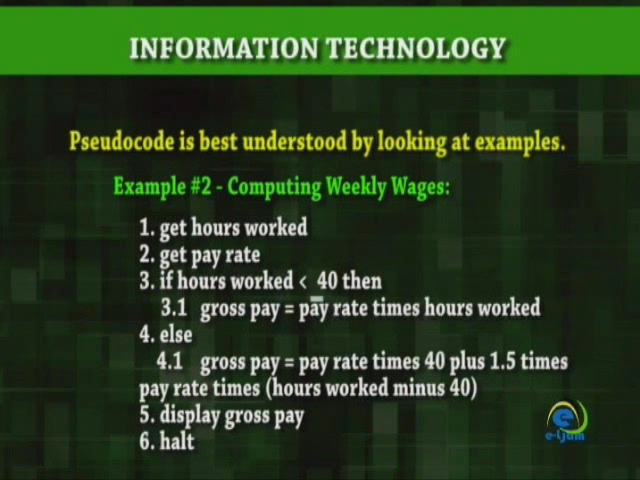 INFORMATION TECHNOLOGY
Pseudocode is best understood by looking at examples.
Example #2 - Computing Weekly Wages:
1. get hours worked
2. get pay rate
3. if hours worked < 40 then
3.1 gross pay = pay rate times hours worked
4. else
4.1 gross pay = pay rate times 40 plus 1.5 times
pay rate times (hours worked minus 40)
5. display gross pay
6. halt
e-Jam